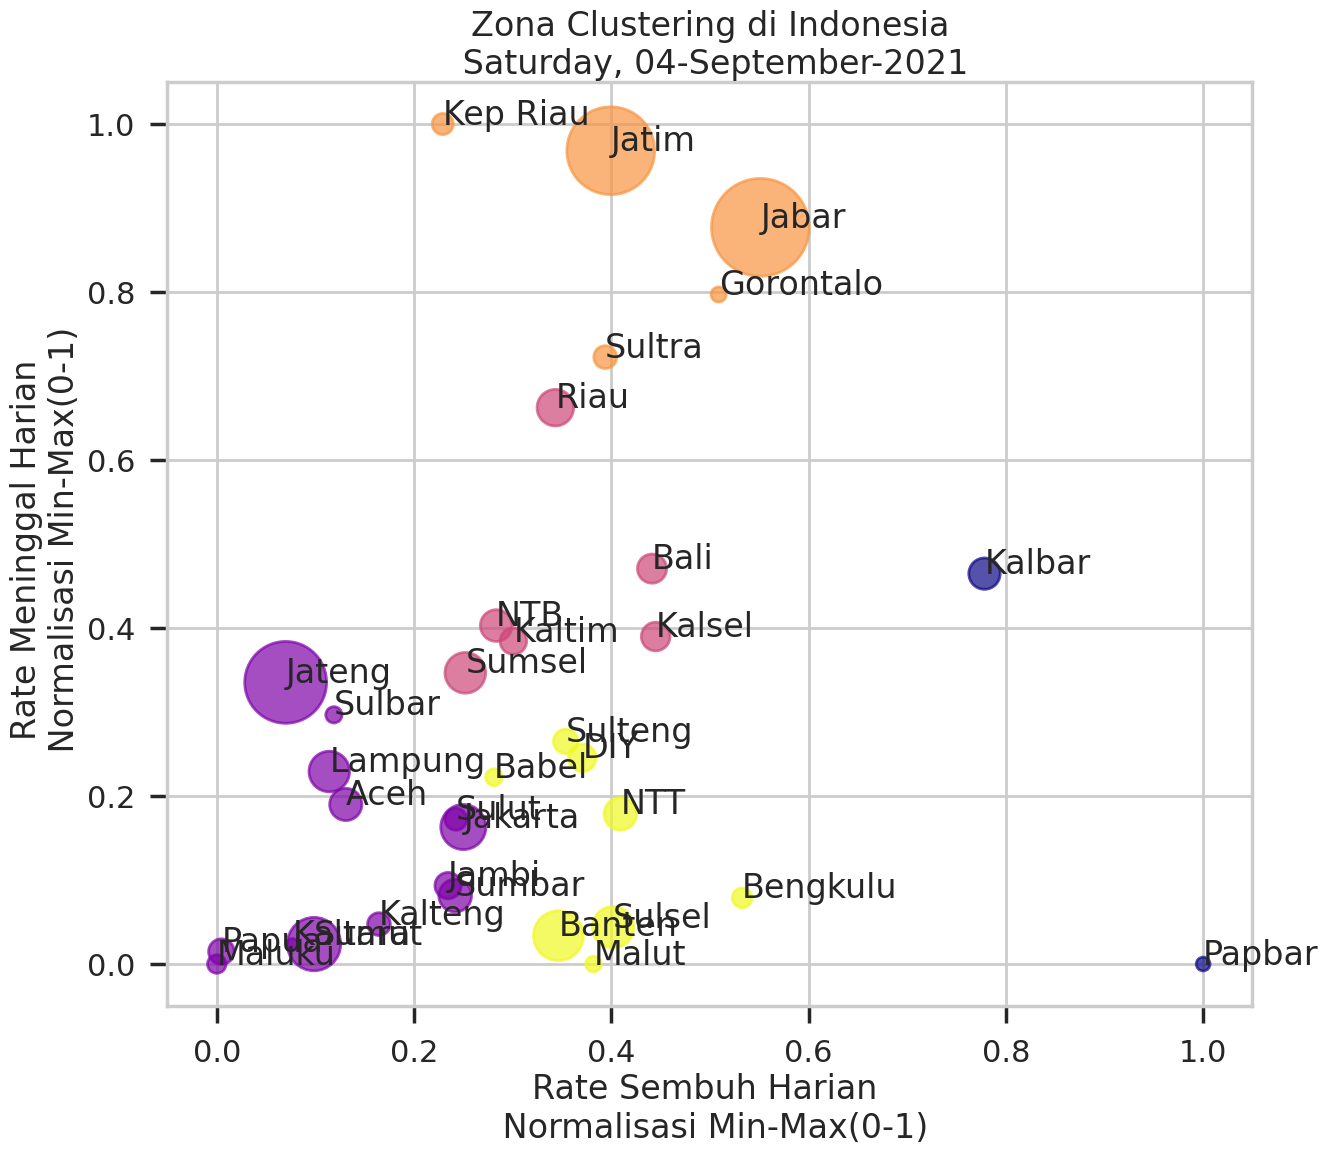 Zona Clustering di Indonesia
Saturday, 04-September-2021
Rate Meninggal Harian
Normalisasi Min-Max(0-1)
1.0
0.8
0.6
0.4
0.2
0.0
Kep Riau
Jatim
Jabar
Gorontalo
Sultra
Riau
Bali
Kalbar
NTB
Kaltim
Kalsel
Sumsel
Jateng
Sulbar
Sulteng
DIY
Babel
Lampung
Aceh
NTT
Sulut
Jakarta
Jambi
Sumbar
Bengkulu
Kalteng
Sulsel
Banten
Papua
Sumut
Maluku
Malut
Papbar
0.0 0.2 0.4 0.6 0.8 1.0
Rate Sembuh Harian
Normalisasi Min-Max(0-1)